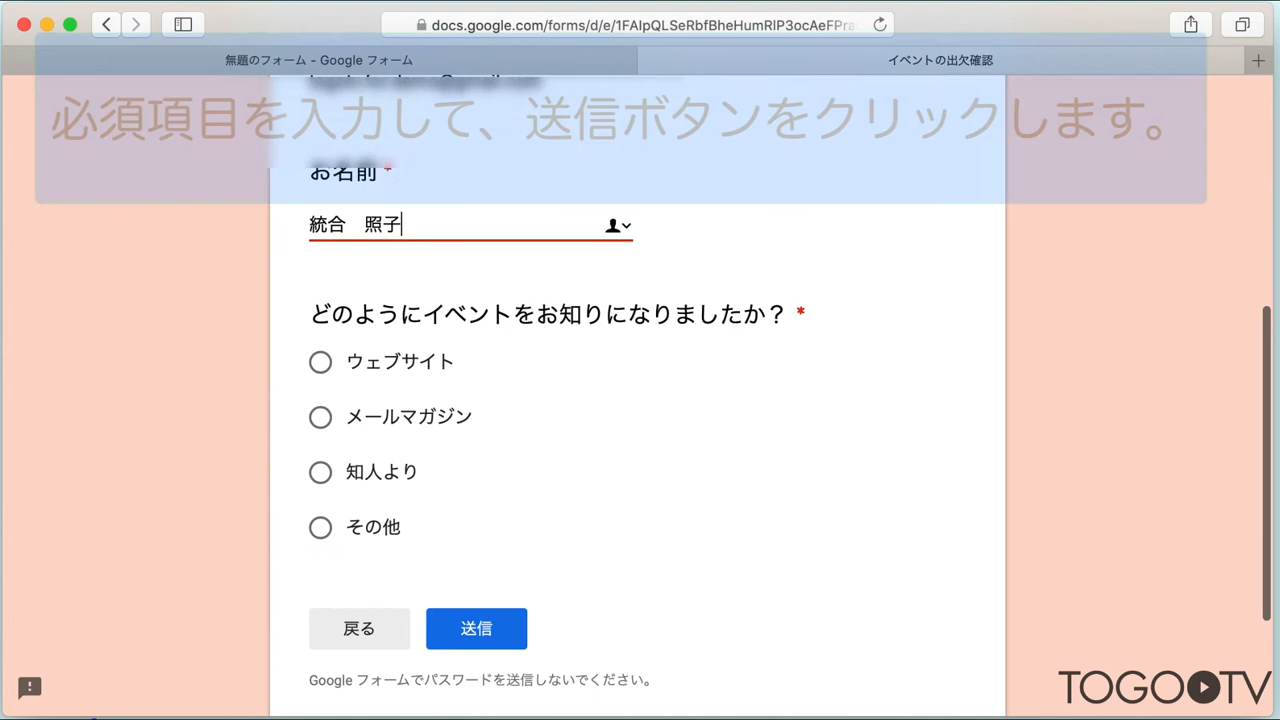 docs.google.com/forms/d/e/1FAIpQLSeRbfBheHumRlP3ocAeFPra
無題のフォーム - Google フォーム
イベントの出欠確認
必須項目を入力して、送信ボタンをクリックします。
お名前 *
統合　照子
どのようにイベントをお知りになりましたか？ *
ウェブサイト
メールマガジン
知人より
その他
戻る
送信
Google フォームでパスワードを送信しないでください。
TOGO TV